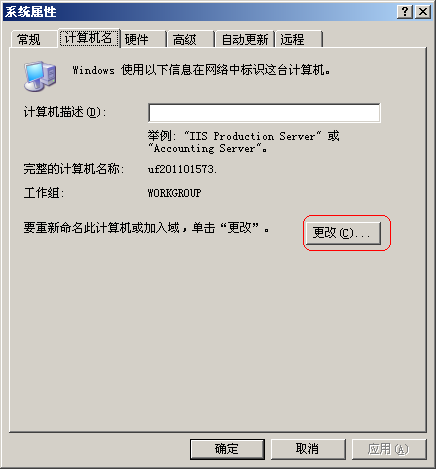 系统属性
常规 计算机名 硬件 高级 自动更新 远程
Windows 使用以下信息在网络中标识这台计算机。
计算机描述(D):
举例: "IIS Production Server" 或
"Accounting Server"。
完整的计算机名称: uf201101573.
工作组: WORKGROUP
要重新命名此计算机或加入域，单击“更改”。 更改(C)...
确定 取消 应用(A)